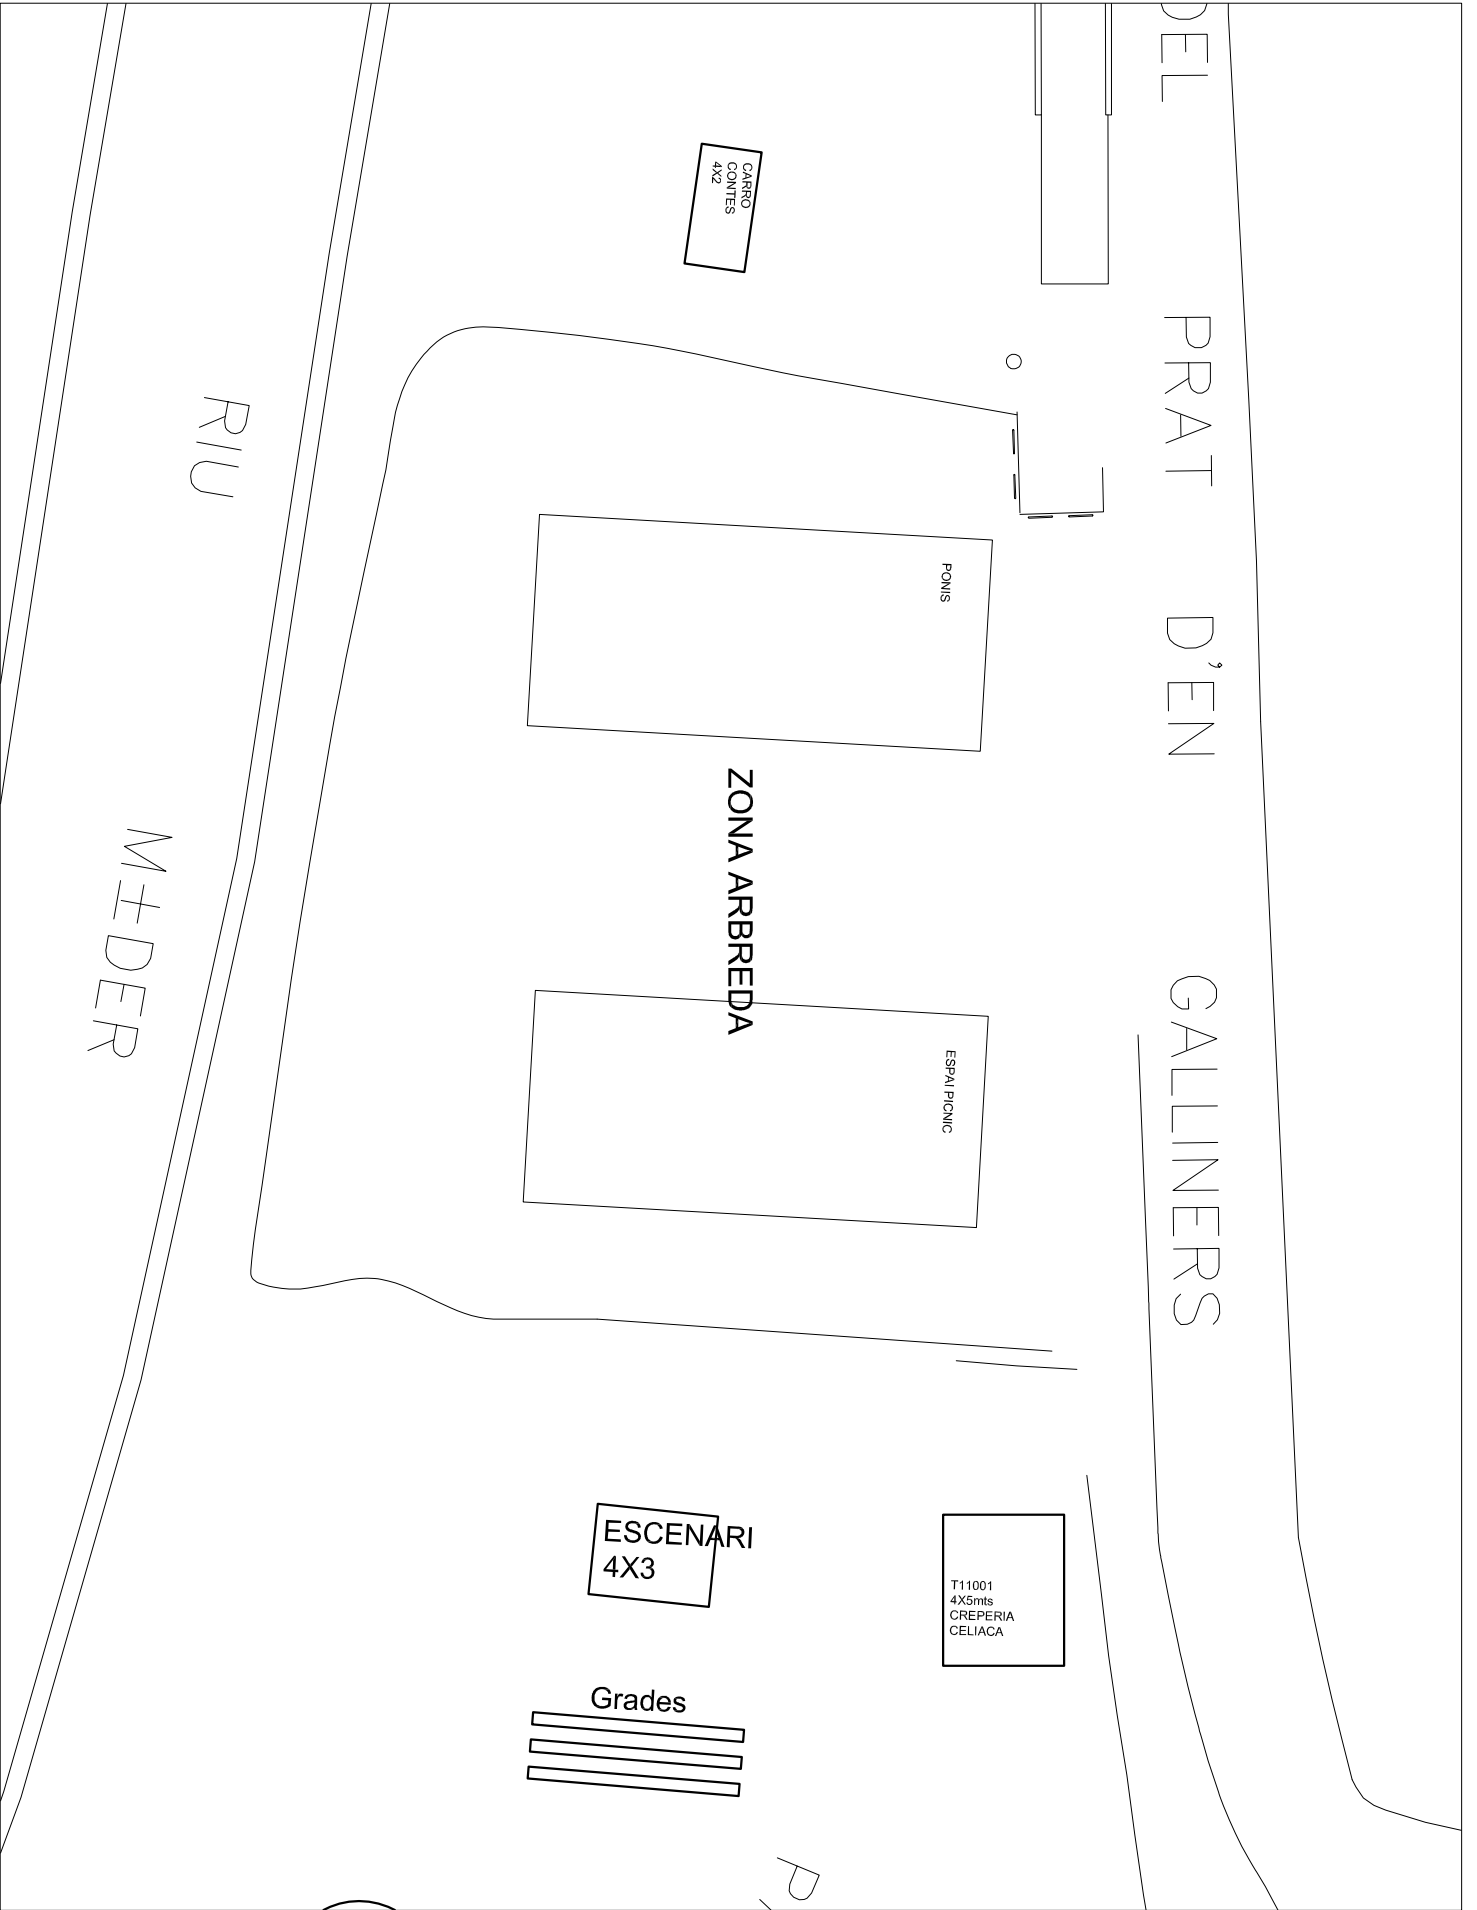 DEL PRAT D'EN GALLINERS
CARRO
CONTES
4X2
RIU M±DER
PONIS
ZONA ARBREDA
ESPAI PICNIC
ESCENARI
4X3
T11001
4X5mts
CREPERIA
CELIACA
Grades
P